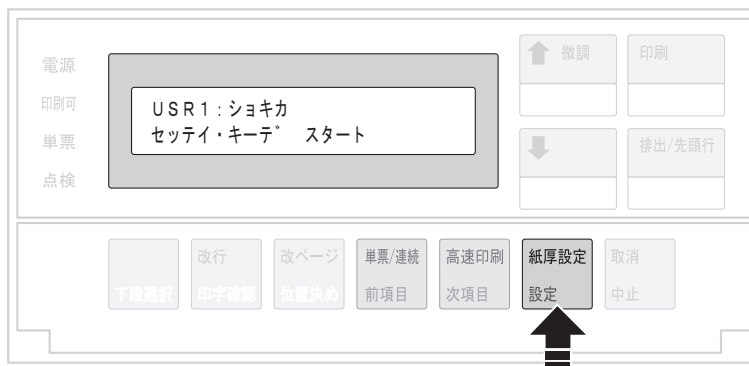 電源
印刷可
単票
点検
USR1:ショキカ
セッテイ・キーデ゛ スタート
微調
印刷
排出/先頭行
改行
改ページ
単票/連続
高速印刷
紙厚設定
取消
下段選択
印字確認
位置決め
前項目
次項目
設定
中止